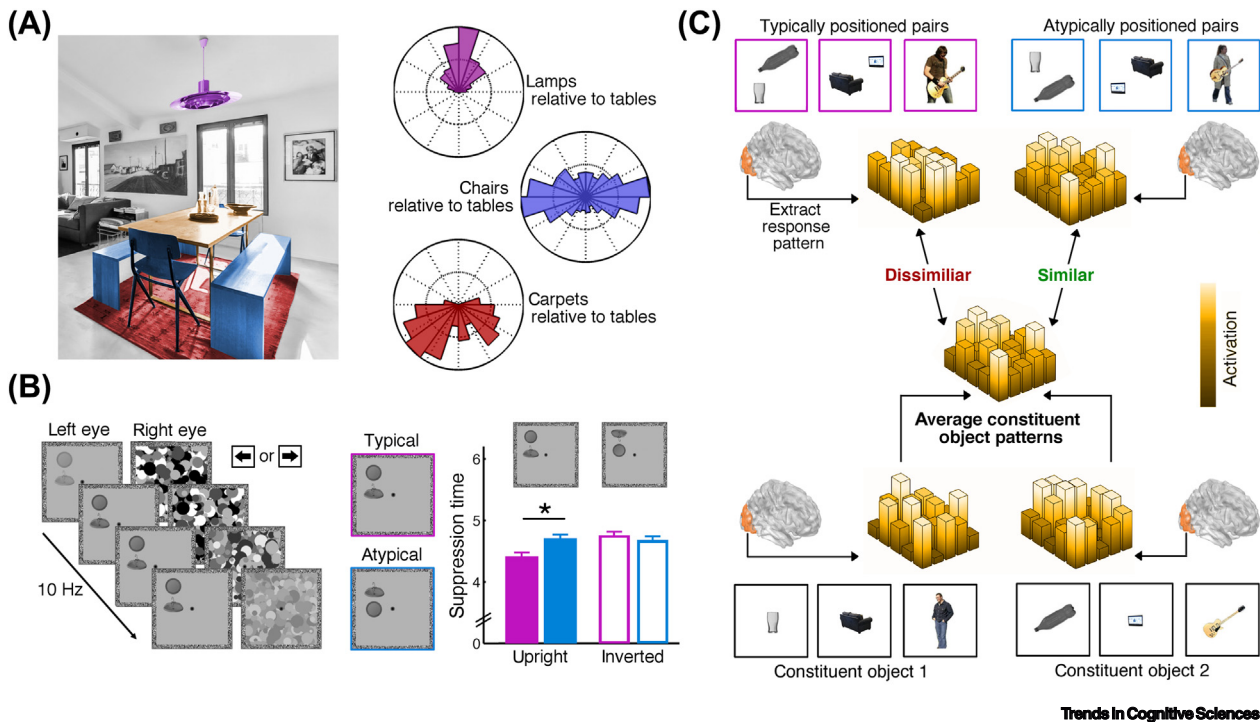 (A)
Lamps
relative to tables
Chairs
relative to tables
Carpets
relative to tables
(B)
Left eye
Right eye
or
10 Hz
Typical
Atypical
Suppression time
6
5
4
0
*
Upright
Inverted
(C)
Typically positioned pairs
Atypically positioned pairs
Extract
response
pattern
Dissimiliar
Similar
Activation
Average constituent
object patterns
Constituent object 1
Constituent object 2
Trends in Cognitive Sciences